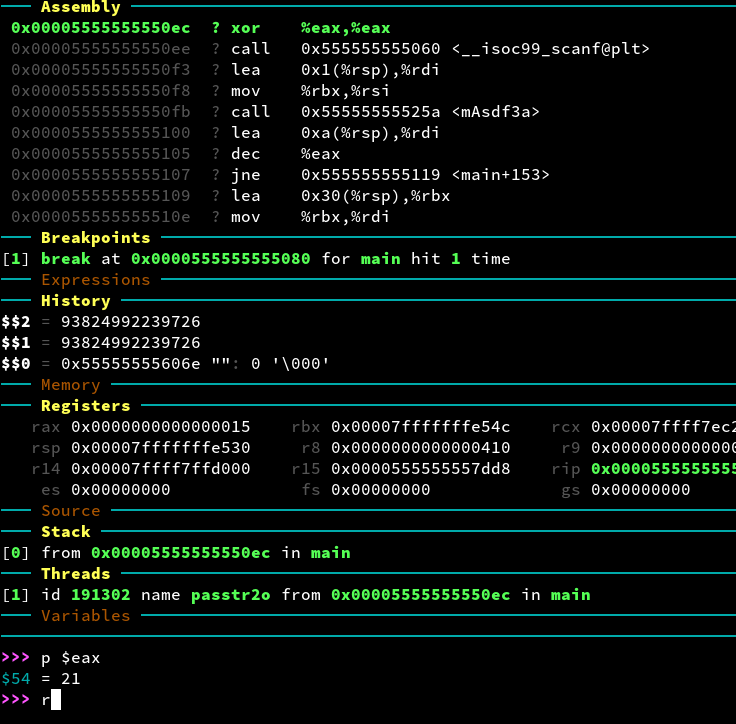 Assembly
0x00005555555550ec ? xor %eax,%eax
0x00005555555550ee ? call 0x555555555060 <__isoc99_scanf@plt>
0x00005555555550f3 ? lea 0x1(%rsp),%rdi
0x00005555555550f8 ? mov %rbx,%rsi
0x00005555555550fb ? call 0x55555555525a <mAsdf3a>
0x0000555555555100 ? lea 0xa(%rsp),%rdi
0x0000555555555105 ? dec %eax
0x0000555555555107 ? jne 0x555555555119 <main+153>
0x0000555555555109 ? lea 0x30(%rsp),%rbx
0x000055555555510e ? mov %rbx,%rdi
Breakpoints
[1] break at 0x0000555555555080 for main hit 1 time
Expressions
History
$$2 = 93824992239726
$$1 = 93824992239726
$$0 = 0x55555555606e "": 0 '\000'
Memory
Registers
rax 0x0000000000000015 rbx 0x00007fffffffe54c rcx 0x00007ffff7ec2
rsp 0x00007fffffffe530 r8 0x0000000000000410 r9 0x0000000000000
r14 0x00007ffff7ffd000 r15 0x0000555555557dd8 rip 0x0000555555555
es 0x00000000 fs 0x00000000 gs 0x00000000
Source
Stack
[0] from 0x00005555555550ec in main
Threads
[1] id 191302 name passtr2o from 0x00005555555550ec in main
Variables
>>> p $eax
$54 = 21
>>> r